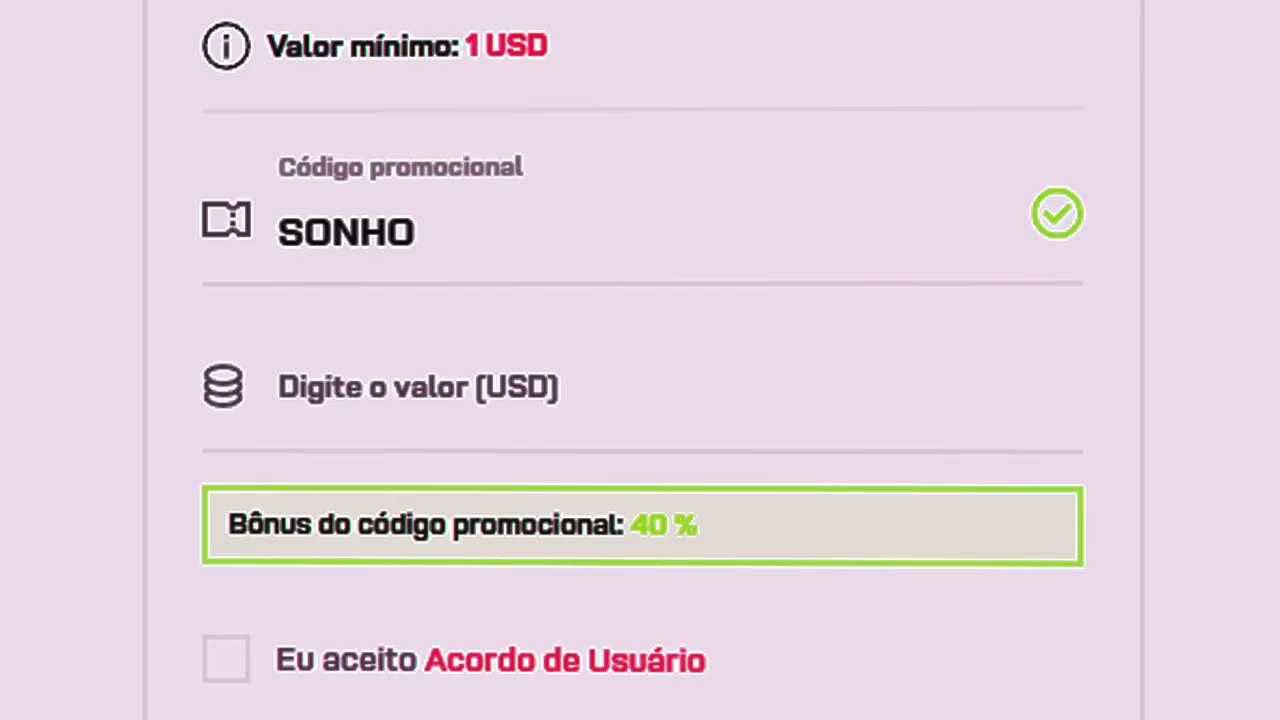 Valor mínimo: 1 USD
Código promocional
SONHO
Digite o valor (USD)
Bônus do código promocional: 40 %
Eu aceito Acordo de Usuário